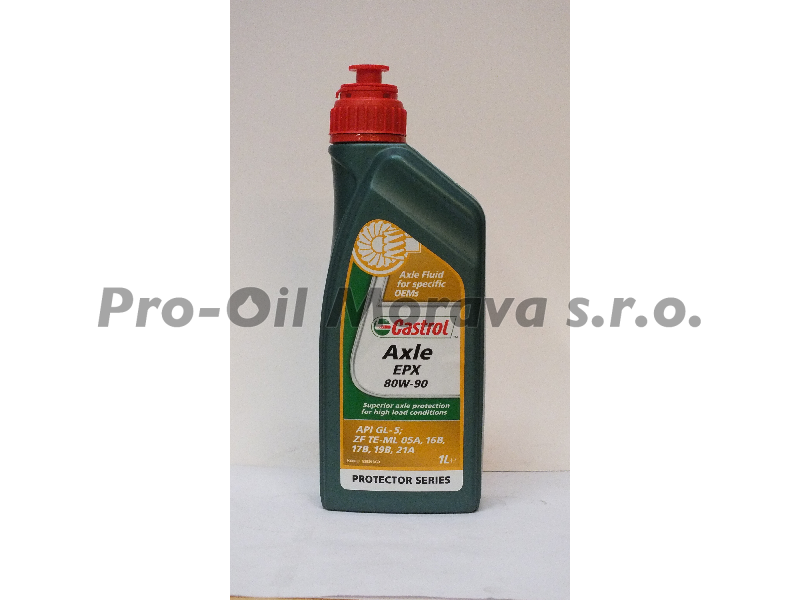 Axle Fluid
for specific
OEMs
Pro-Oil Morava s.r.o.
Castrol
Axle
EPX
80W-90
Superior axle protection
for high load conditions
API GL-5;
ZF TE-ML 05A, 16B,
17B, 19B, 21A
1L
PROTECTOR SERIES